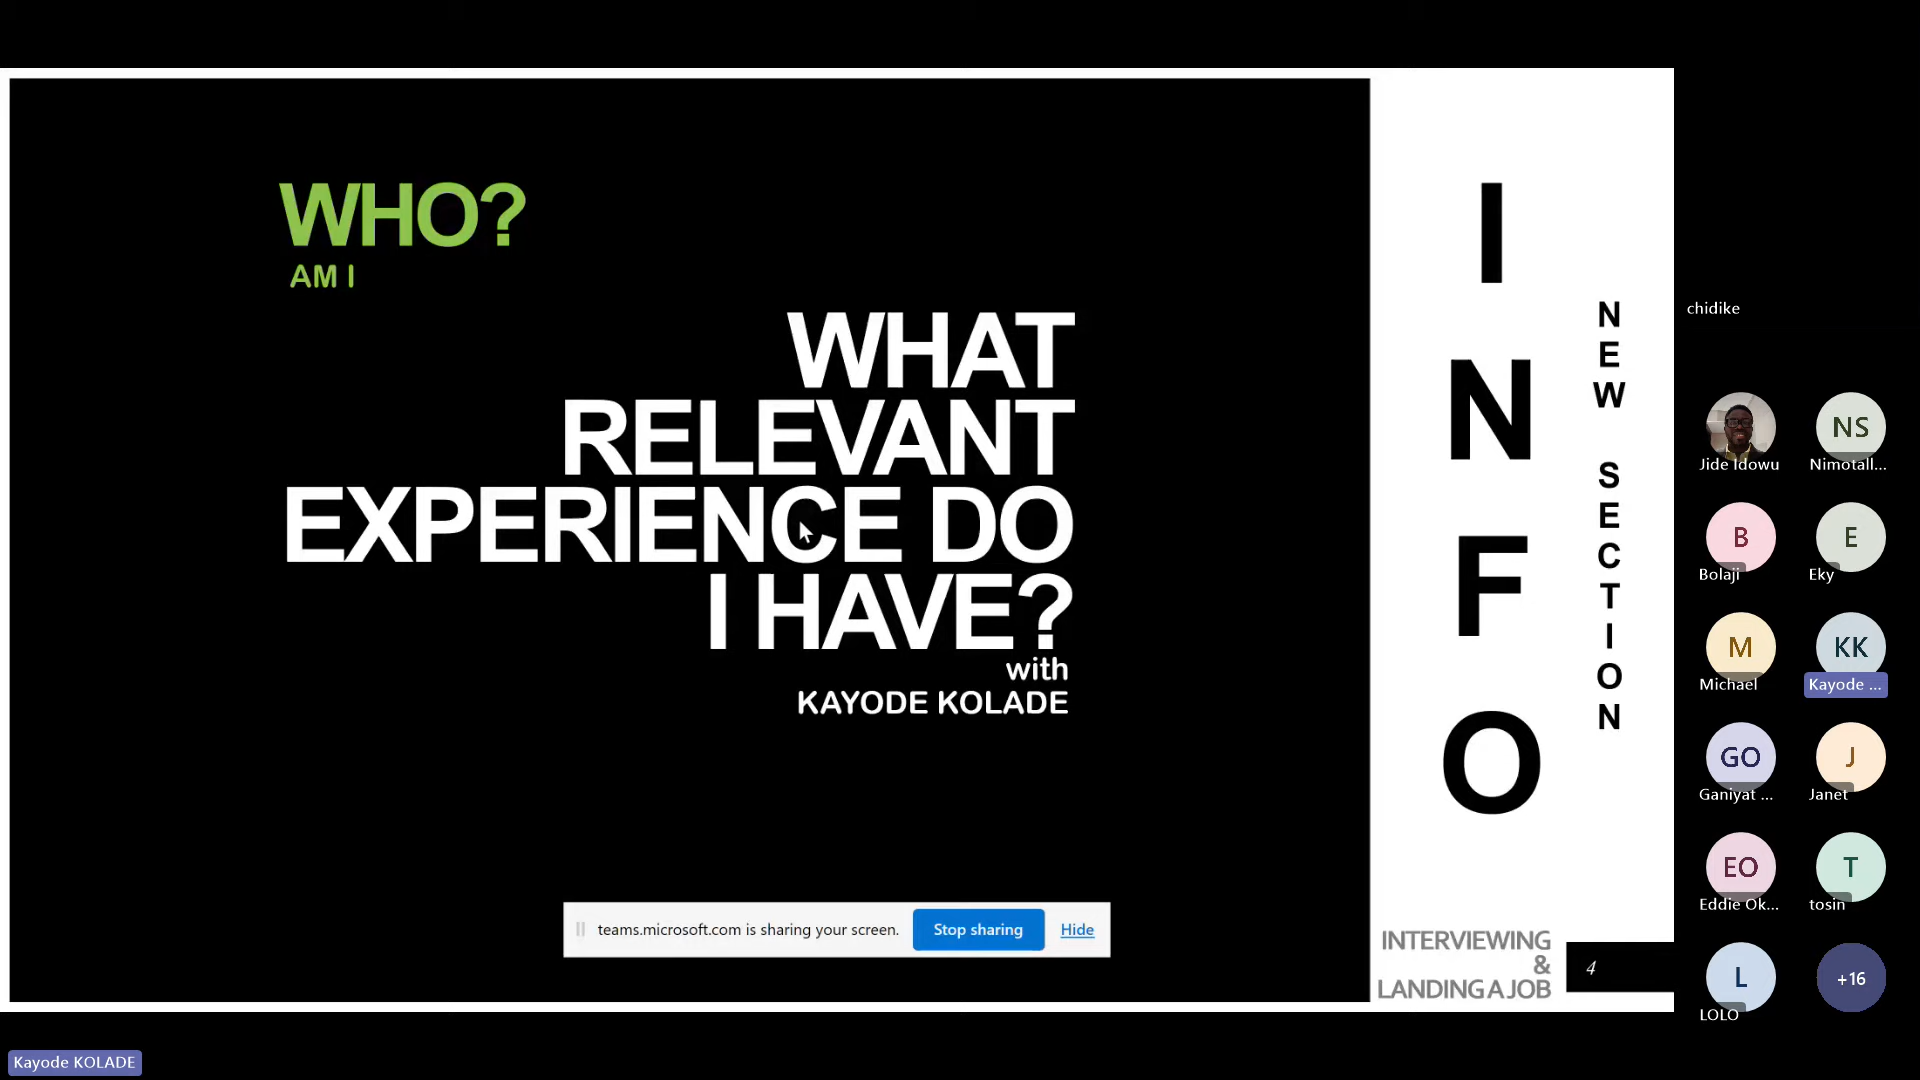 WHO?
AM I
WHAT
RELEVANT
EXPERIENCE DO
I HAVE?
with
KAYODE KOLADE
teams.microsoft.com is sharing your screen.
Stop sharing
Hide
INFO
NEW SECTION
INTERVIEWING
&
LANDING A JOB
4
chidike
Jide Idowu
NS
Nimotall...
B
Bolaji
E
Eky
M
Michael
KK
Kayode ...
GO
Ganiyat ...
J
Janet
EO
Eddie Ok...
T
tosin
L
LOLO
+16
Kayode KOLADE